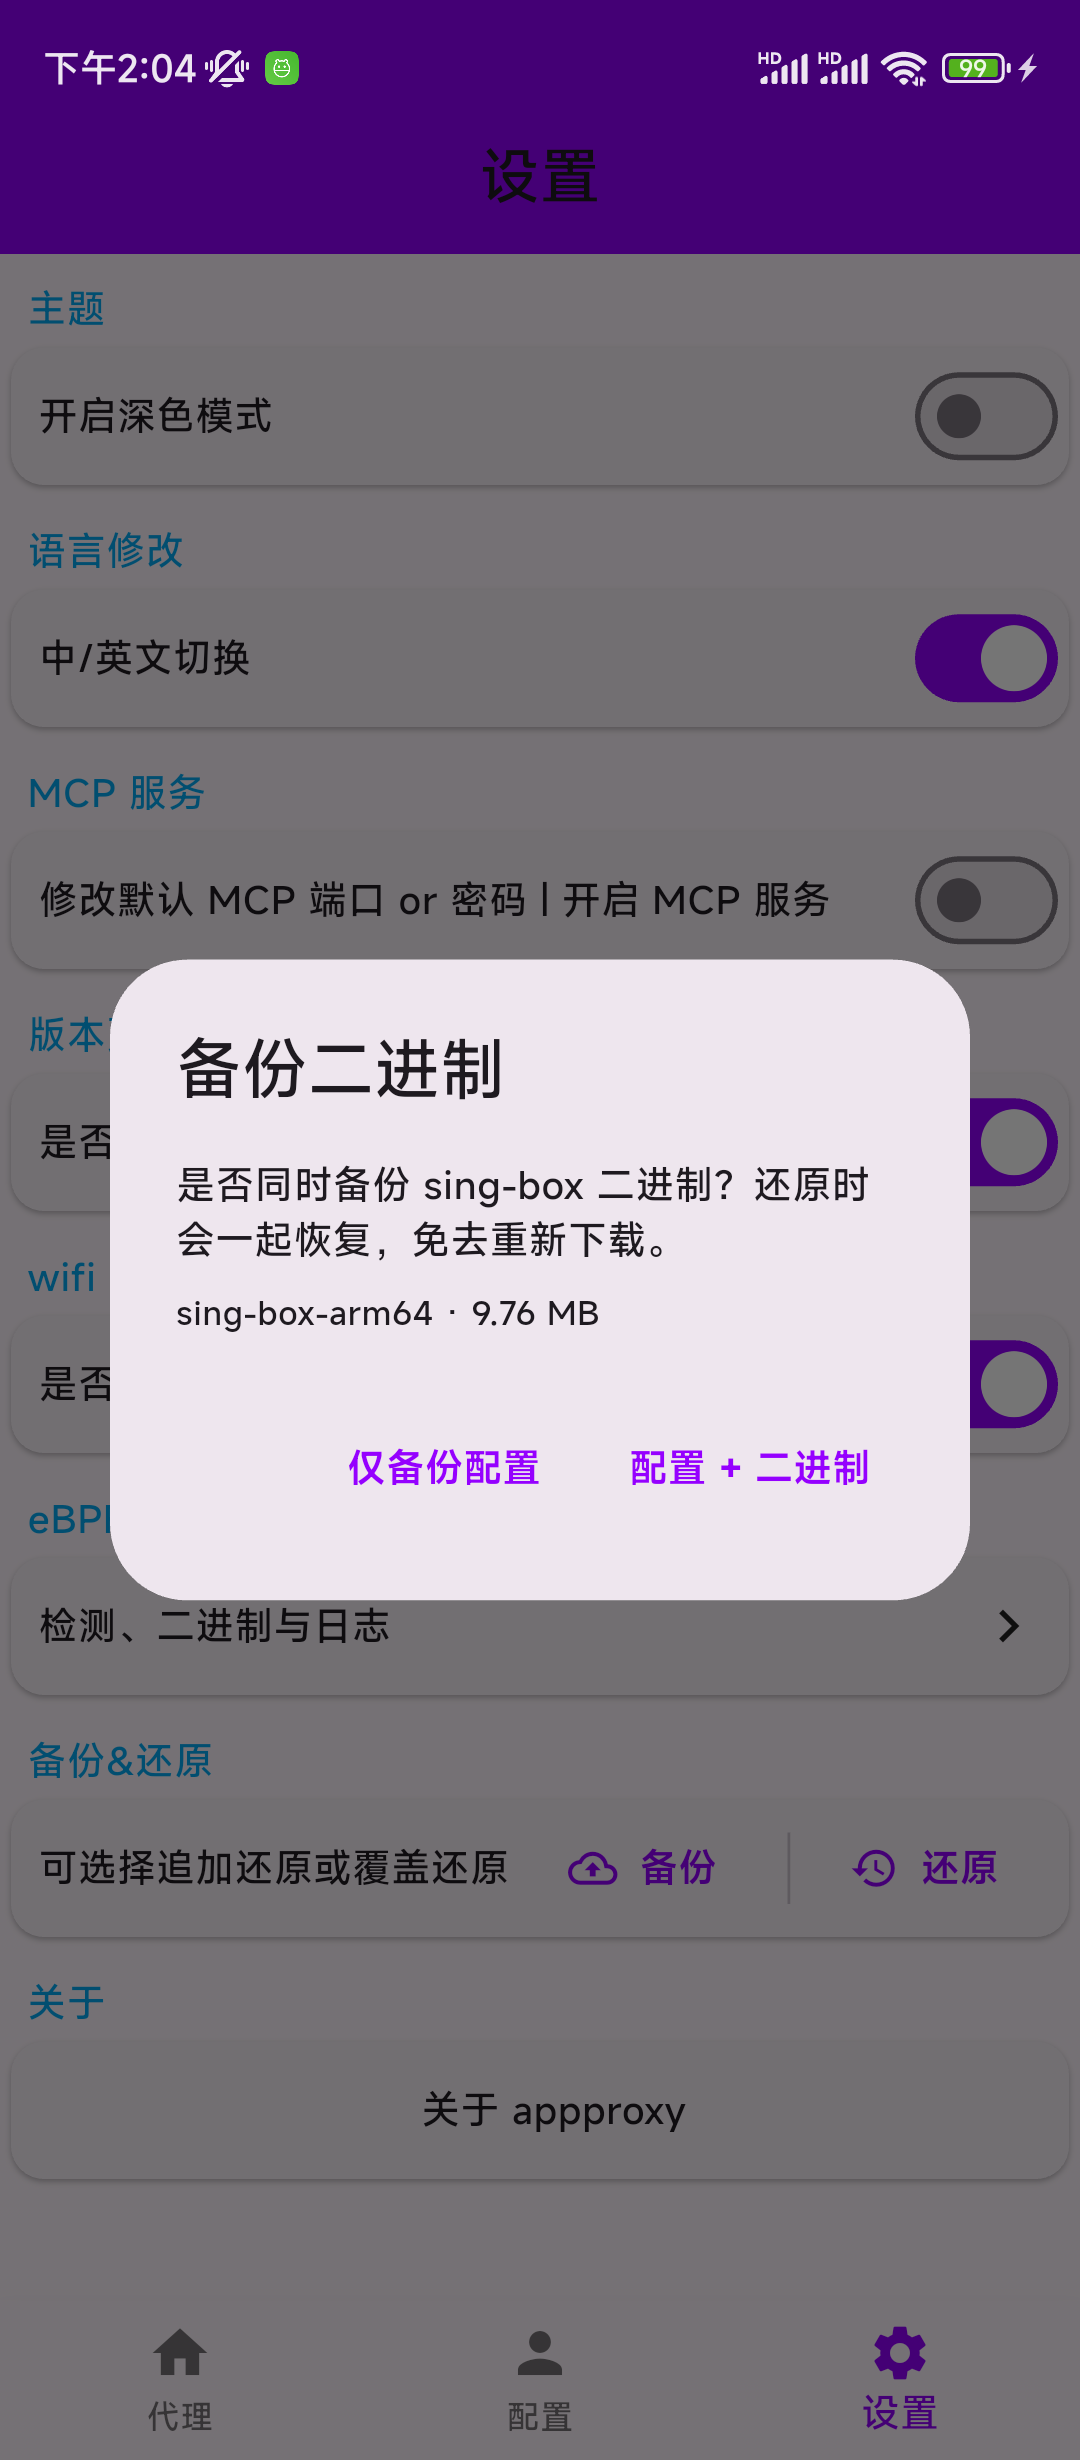 下午2:04
HD HD 99
设置
主题
开启深色模式
语言修改
中/英文切换
MCP 服务
修改默认 MCP 端口 or 密码 | 开启 MCP 服务
版本
是否
wifi
是否
备份二进制
是否同时备份 sing-box 二进制？还原时
会一起恢复，免去重新下载。
sing-box-arm64 · 9.76 MB
仅备份配置 配置 + 二进制
检测、二进制与日志
备份&还原
可选择追加还原或覆盖还原 备份 还原
关于
关于 appproxy
代理 配置 设置